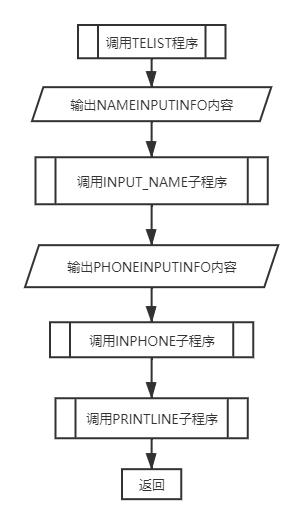 调用TELIST程序
输出NAMEINPUTINFO内容
调用INPUT_NAME子程序
输出PHONEINPUTINFO内容
调用INPHONE子程序
调用PRINTLINE子程序
返回